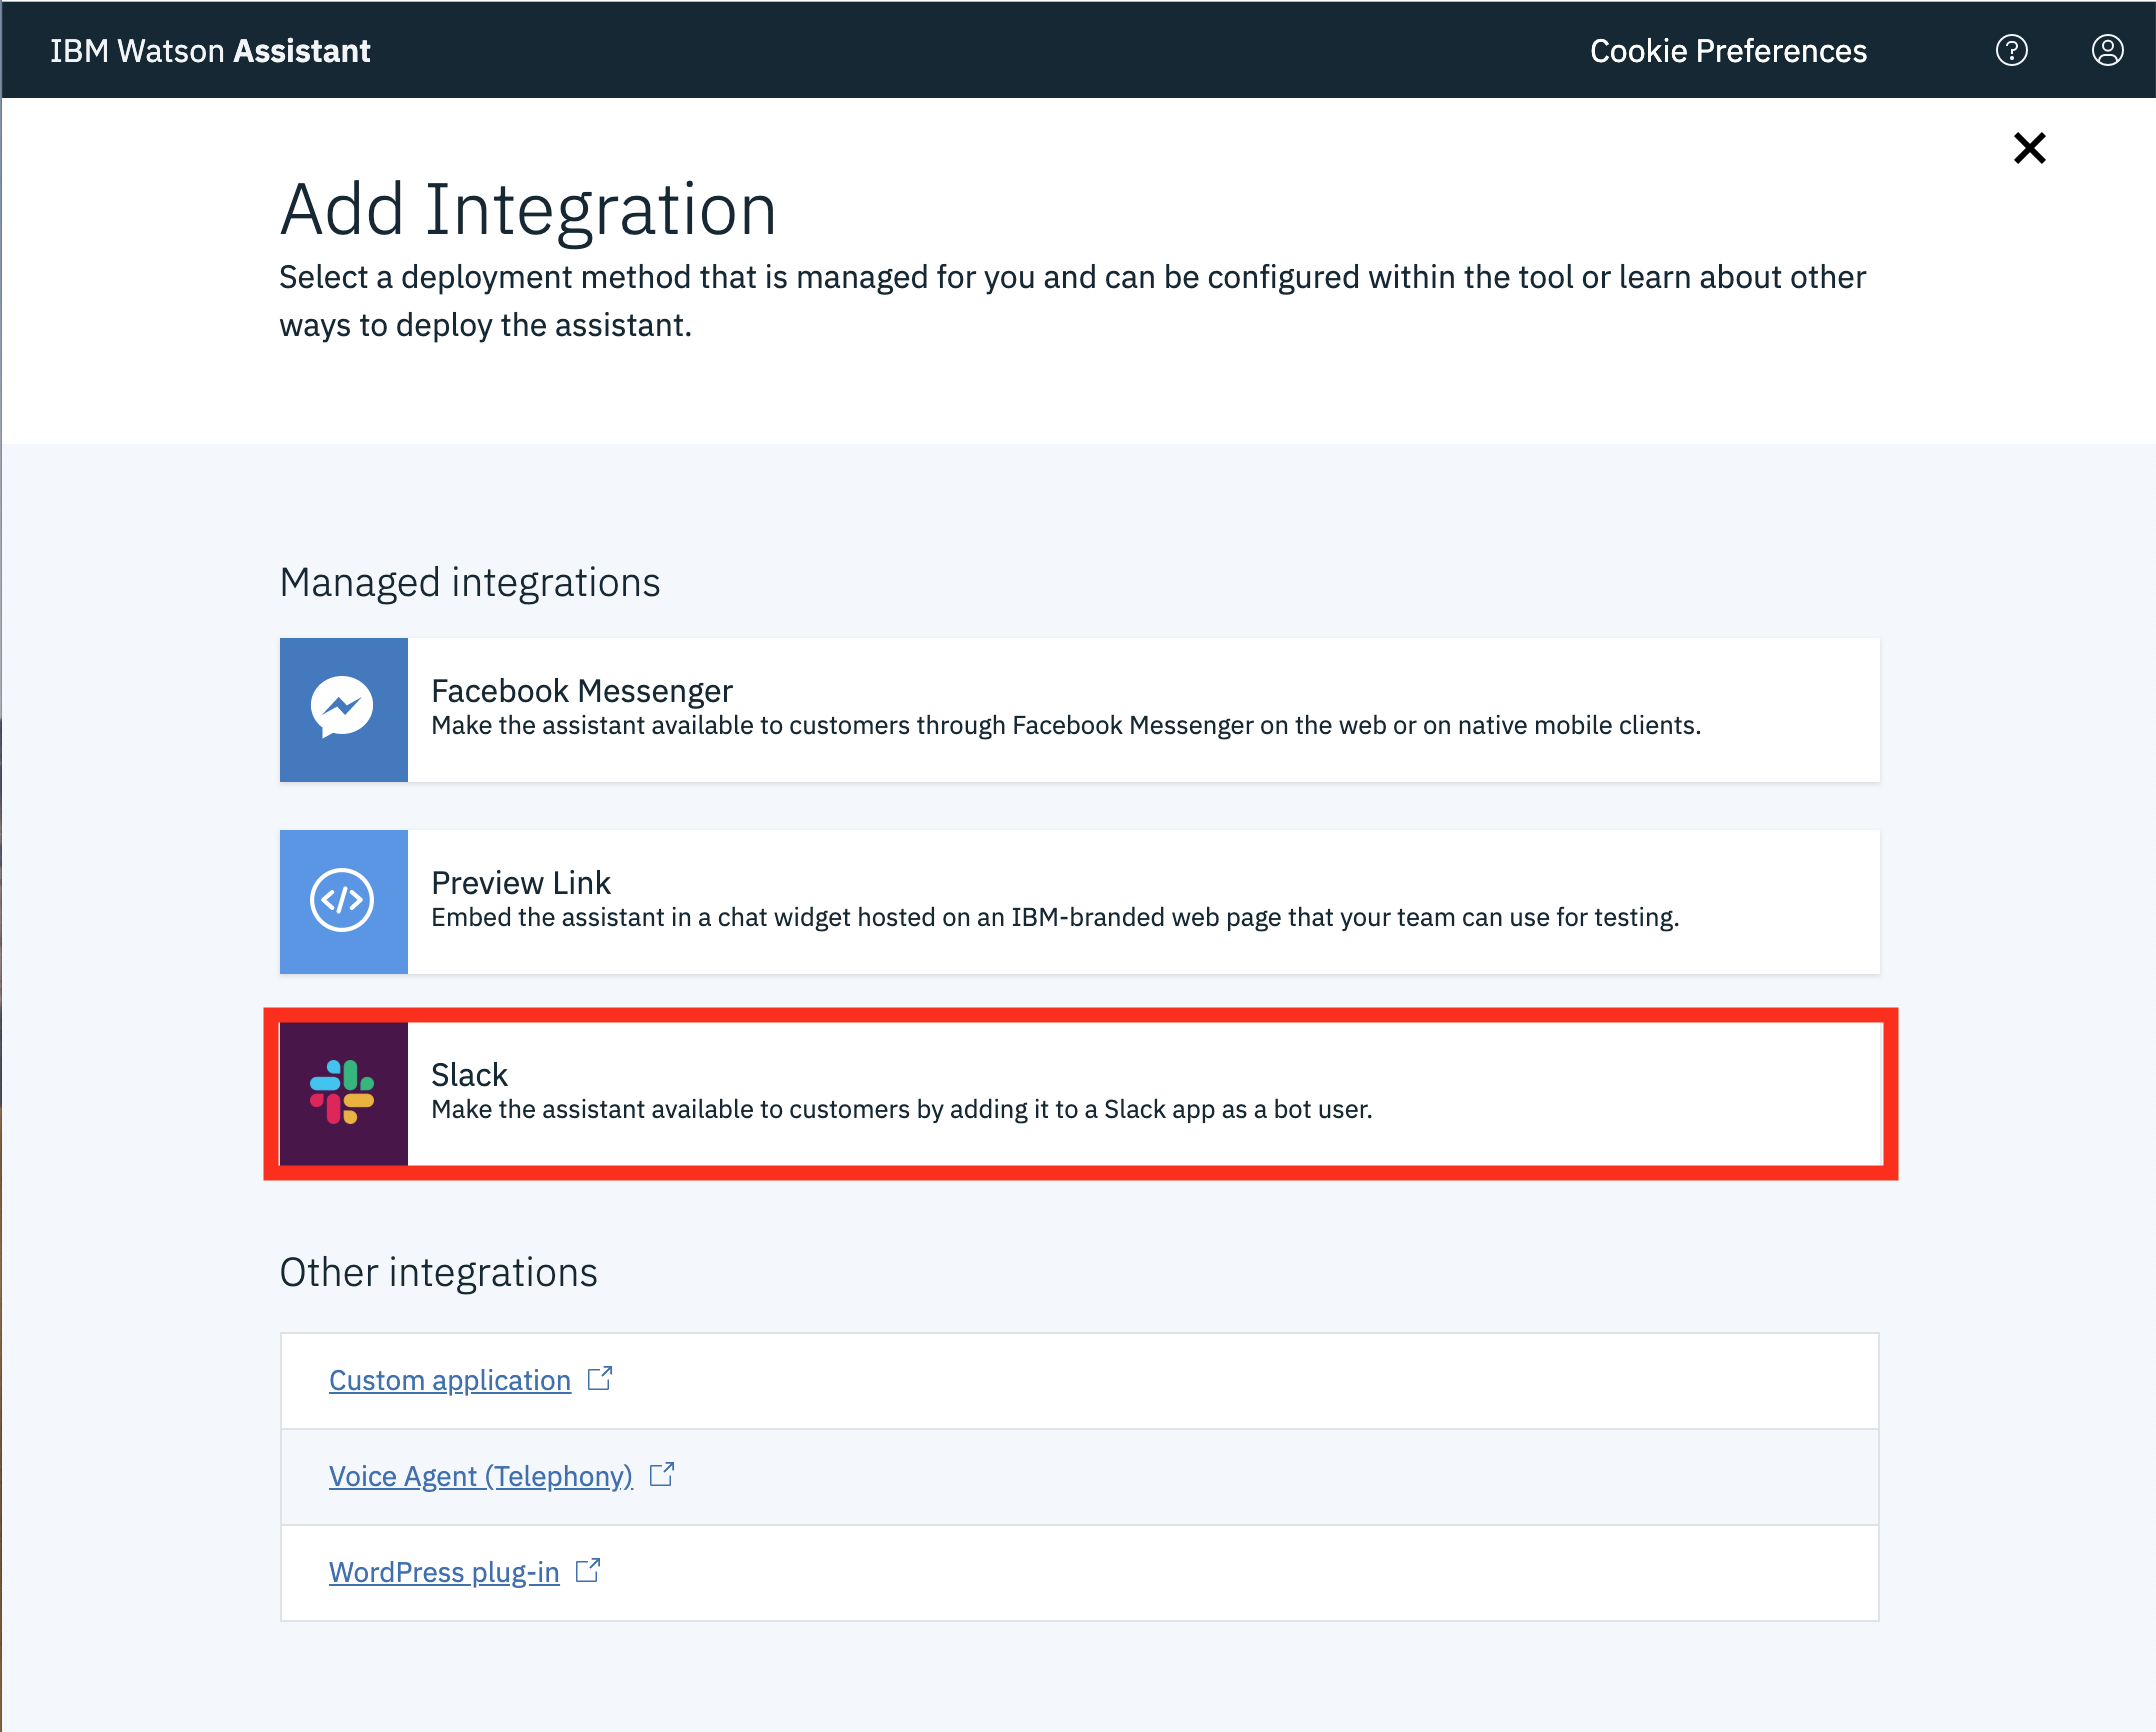 IBM Watson Assistant
Cookie Preferences
Add Integration
Select a deployment method that is managed for you and can be configured within the tool or learn about other
ways to deploy the assistant.
Managed integrations
Facebook Messenger
Make the assistant available to customers through Facebook Messenger on the web or on native mobile clients.
Preview Link
Embed the assistant in a chat widget hosted on an IBM-branded web page that your team can use for testing.
Slack
Make the assistant available to customers by adding it to a Slack app as a bot user.
Other integrations
Custom application
Voice Agent (Telephony)
WordPress plug-in